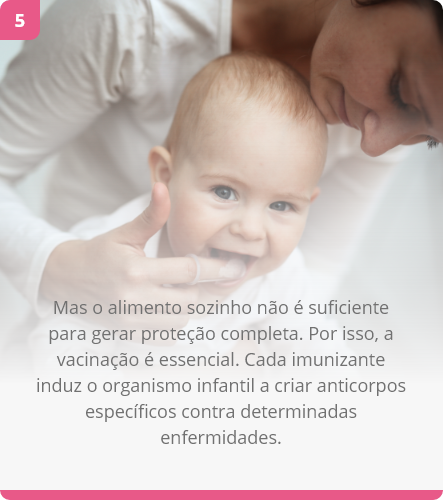 5
Mas o alimento sozinho não é suficiente
para gerar proteção completa. Por isso, a
vacinação é essencial. Cada imunizante
induz o organismo infantil a criar anticorpos
específicos contra determinadas
enfermidades.